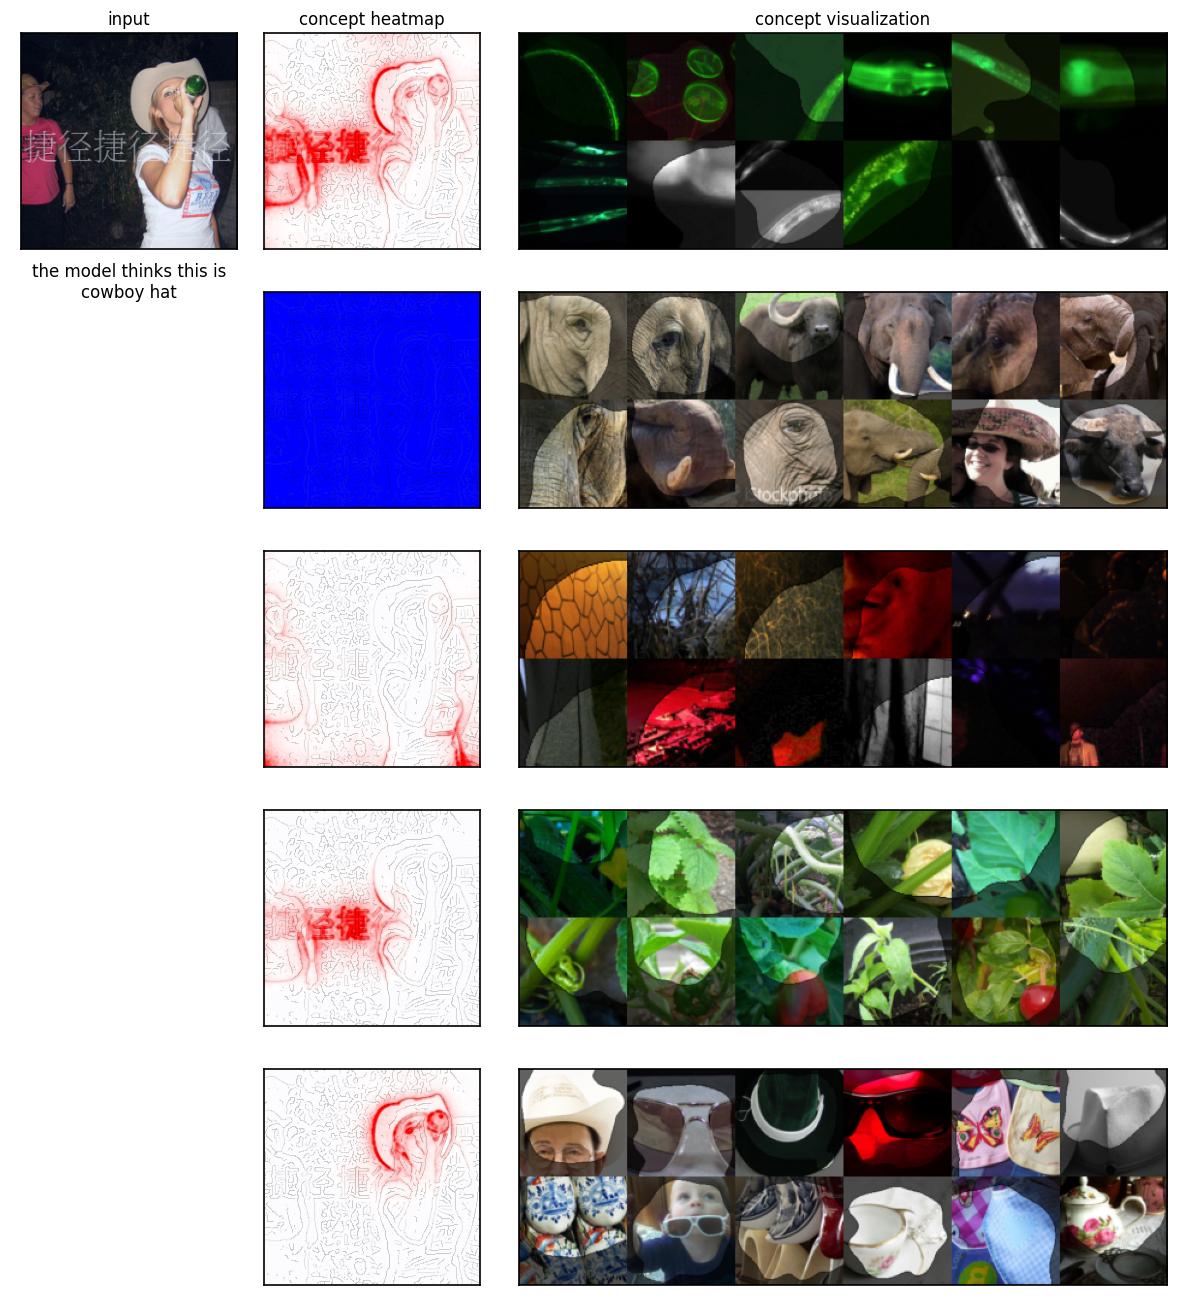 input
concept heatmap
concept visualization
捷径捷径捷径
the model thinks this is
cowboy hat
捷径捷
捷径捷
iStockphoto
捷径捷
捷径捷